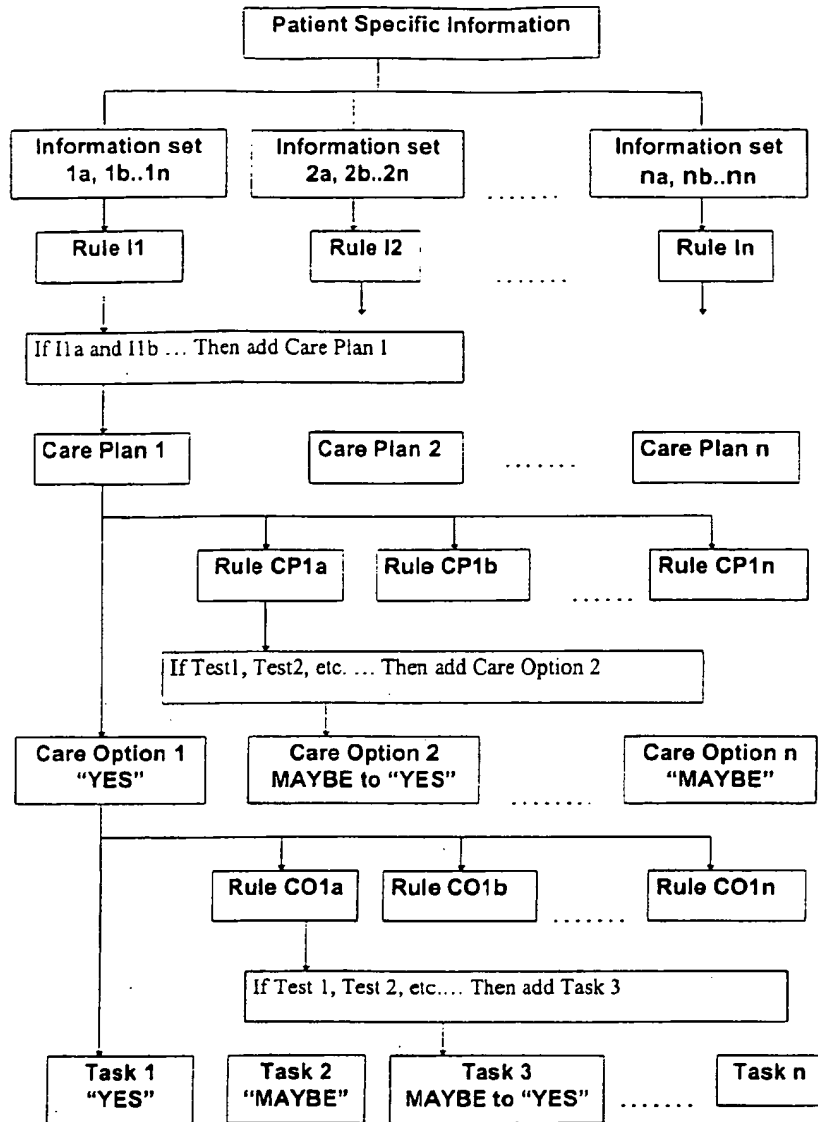 Patient Specific Information
Information set
1a, 1b..1n
Information set
2a, 2b..2n
.......
Information set
na, nb..nn
Rule I1
Rule I2
.......
Rule In
If I1a and I1b ... Then add Care Plan 1
Care Plan 1
Care Plan 2
.......
Care Plan n
Rule CP1a
Rule CP1b
.......
Rule CP1n
If Test1, Test2, etc. ... Then add Care Option 2
Care Option 1
“YES”
Care Option 2
MAYBE to “YES”
.......
Care Option n
“MAYBE”
Rule CO1a
Rule CO1b
.......
Rule CO1n
If Test 1, Test 2, etc.... Then add Task 3
Task 1
“YES”
Task 2
“MAYBE”
Task 3
MAYBE to “YES”
.......
Task n